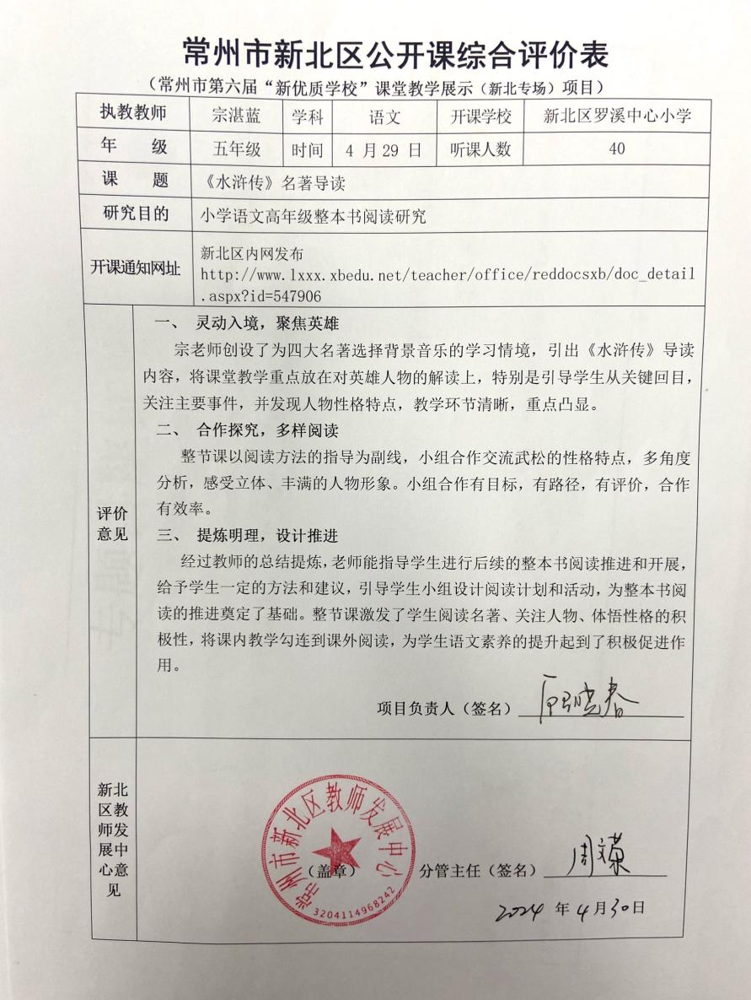 常州市新北区公开课综合评价表
（常州市第六届“新优质学校”课堂教学展示（新北专场）项目）
执教教师 宗湛蓝 学科 语文 开课学校 新北区罗溪中心小学
年 级 五年级 时间 4 月 29 日 听课人数 40
课 题 《水浒传》名著导读
研究目的 小学语文高年级整本书阅读研究
开课通知网址
新北区内网发布
http://www.lxxx.xbedu.net/teacher/office/reddocsxb/doc_detail
.aspx?id=547906
评价
意见
一、 灵动入境，聚焦英雄
宗老师创设了为四大名著选择背景音乐的学习情境，引出《水浒传》导读
内容，将课堂教学重点放在对英雄人物的解读上，特别是引导学生从关键回目，
关注主要事件，并发现人物性格特点，教学环节清晰，重点凸显。
二、 合作探究，多样阅读
整节课以阅读方法的指导为副线，小组合作交流武松的性格特点，多角度
分析，感受立体、丰满的人物形象。小组合作有目标，有路径，有评价，合作
有效率。
三、 提炼明理，设计推进
经过教师的总结提炼，老师能指导学生进行后续的整本书阅读推进和开展，
给予学生一定的方法和建议，引导学生小组设计阅读计划和活动，为整本书阅
读的推进奠定了基础。整节课激发了学生阅读名著、关注人物、体悟性格的积
极性，将课内教学勾连到课外阅读，为学生语文素养的提升起到了积极促进作
用。
项目负责人（签名）
新北
区教
师发
展中
心意
见
常州市新北区教师发展中心
3204114968242
（盖章） 分管主任（签名） 周文荣
2024 年 4 月 30 日